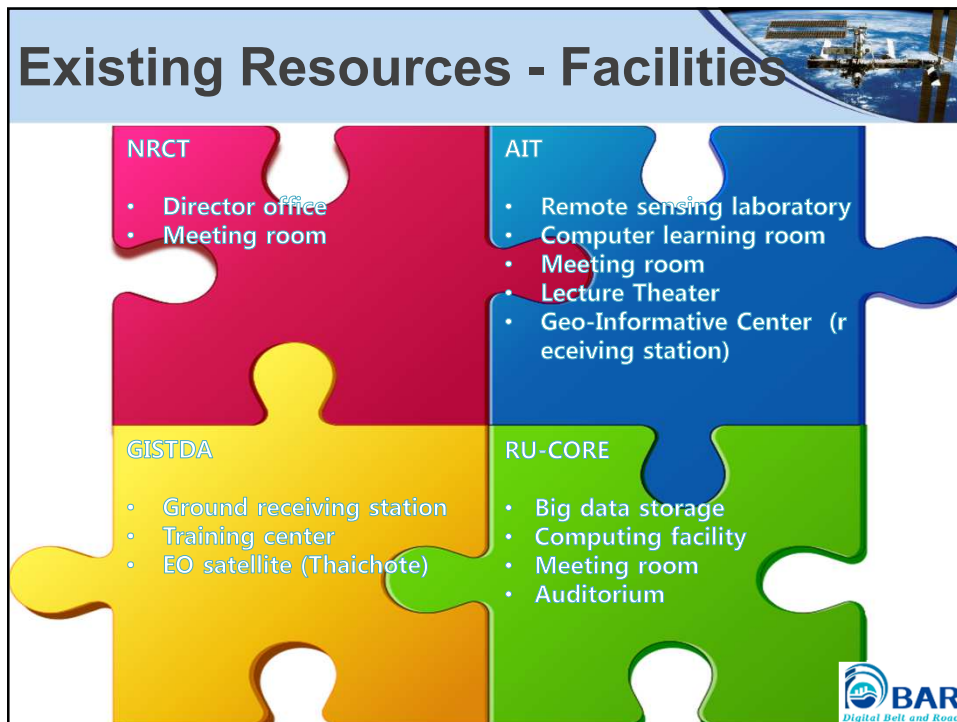 Existing Resources - Facilities
NRCT
• Director office
• Meeting room
AIT
• Remote sensing laboratory
• Computer learning room
• Meeting room
• Lecture Theater
• Geo-Informative Center (r
eceiving station)
GISTDA
• Ground receiving station
• Training center
• EO satellite (Thaichote)
RU-CORE
• Big data storage
• Computing facility
• Meeting room
• Auditorium
BAR
Digital Belt and Road